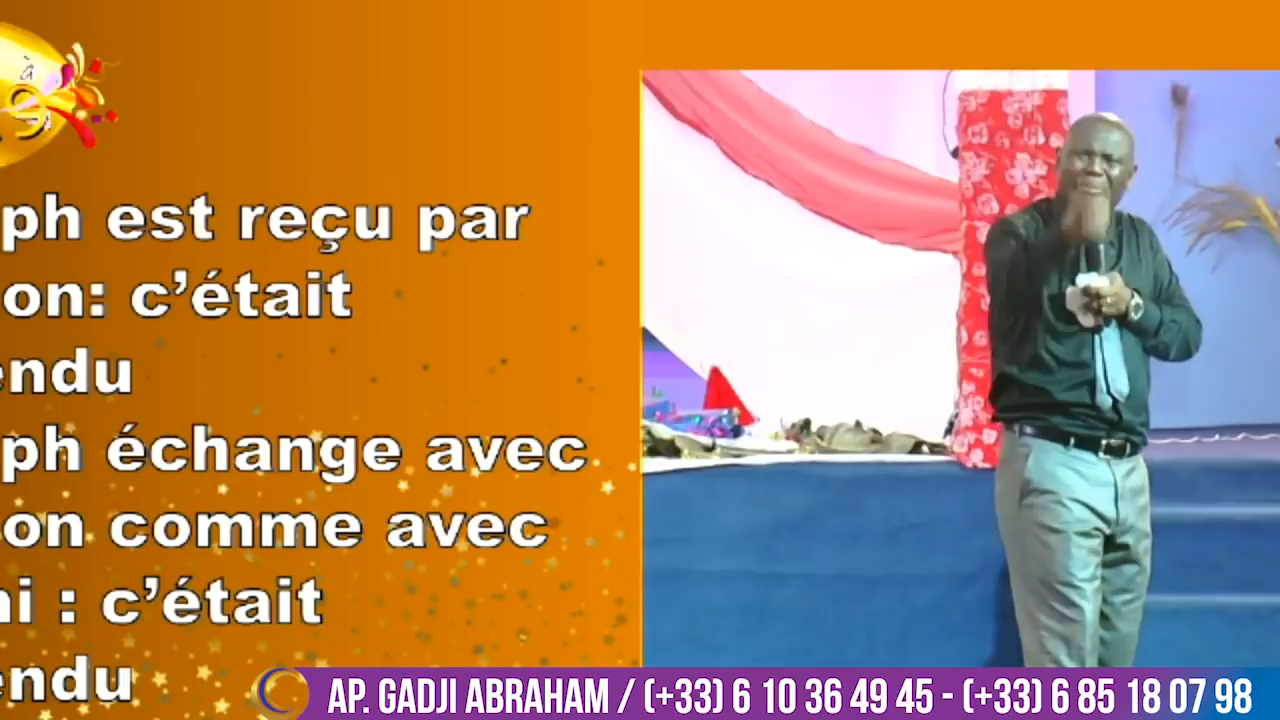 à
ph est reçu par
on: c'était
endu
ph échange avec
on comme avec
ni : c'était
endu
AP. GADJI ABRAHAM / (+33) 6 10 36 49 45 - (+33) 6 85 18 07 98